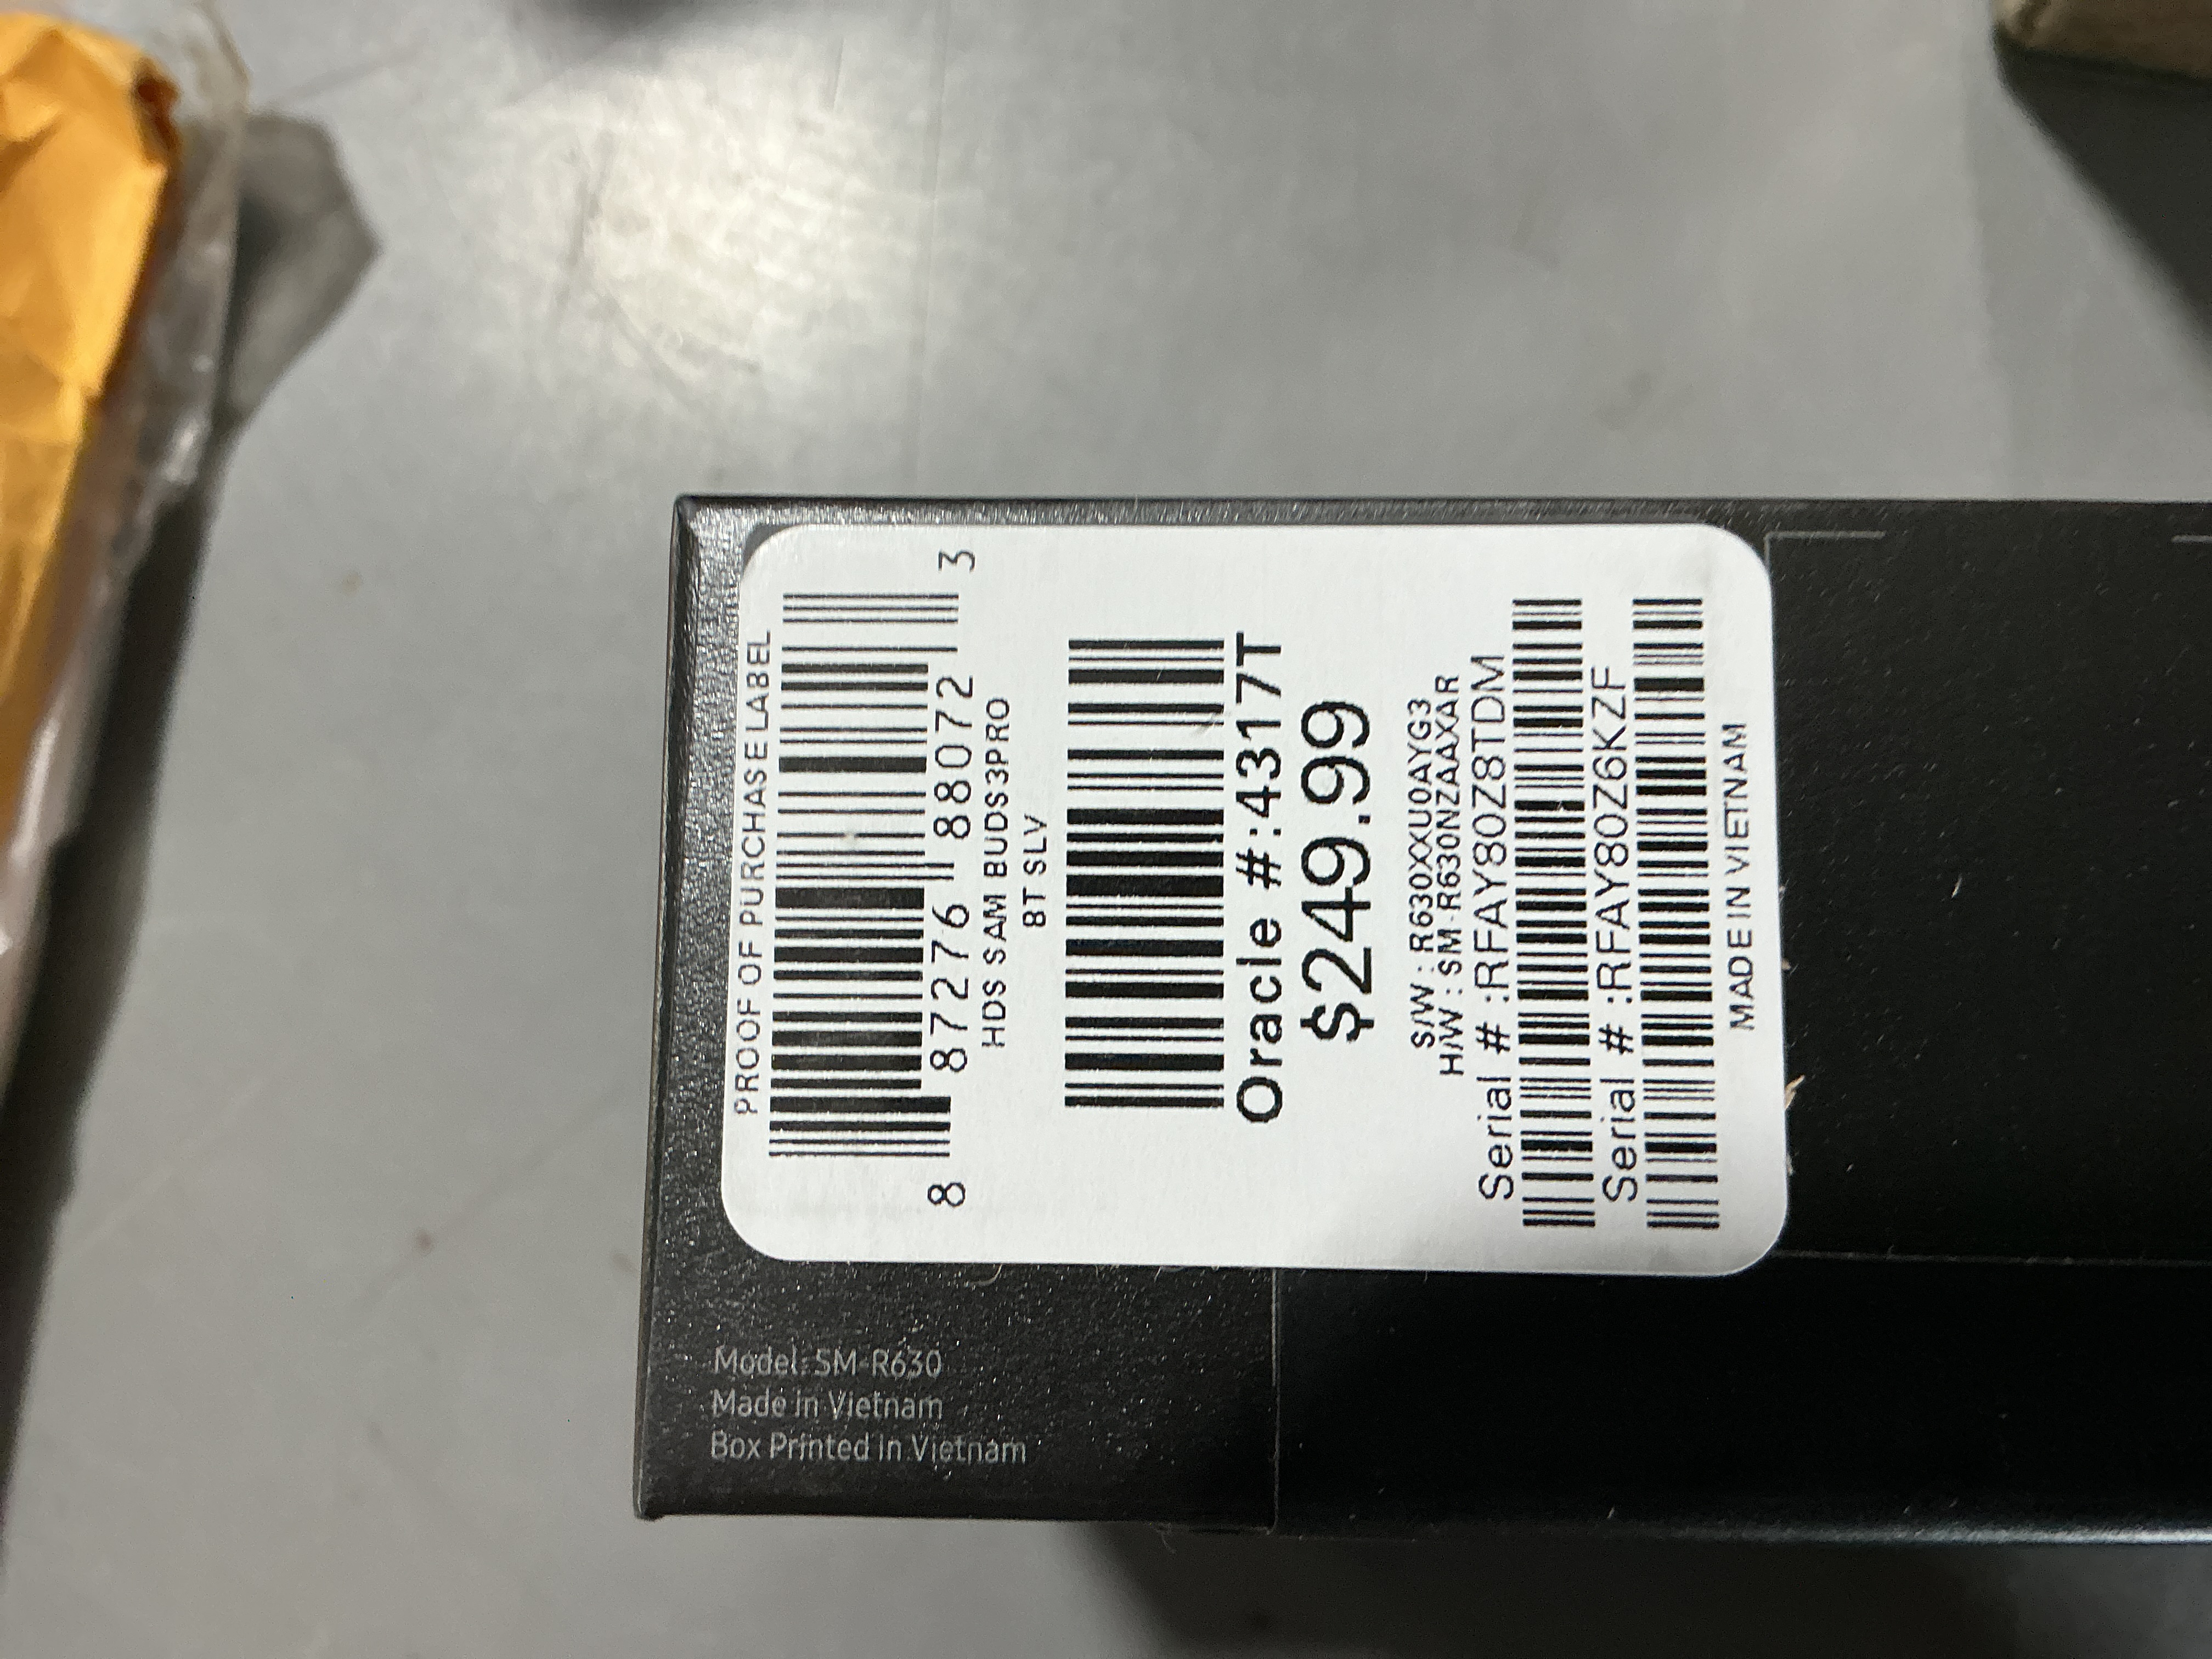 PROOF OF PURCHASE LABEL
8 87276 88072 3
HDS SAM BUDS3PRO
BT SLV
Oracle #:4317T
$249.99
S/W : R630XXU0AYG3
H/W : SM-R630NZAAXAR
Serial # :RFAY80Z8TDM
Serial # :RFAY80Z6KZF
MADE IN VIETNAM
Model: SM-R630
Made in Vietnam
Box Printed in Vietnam